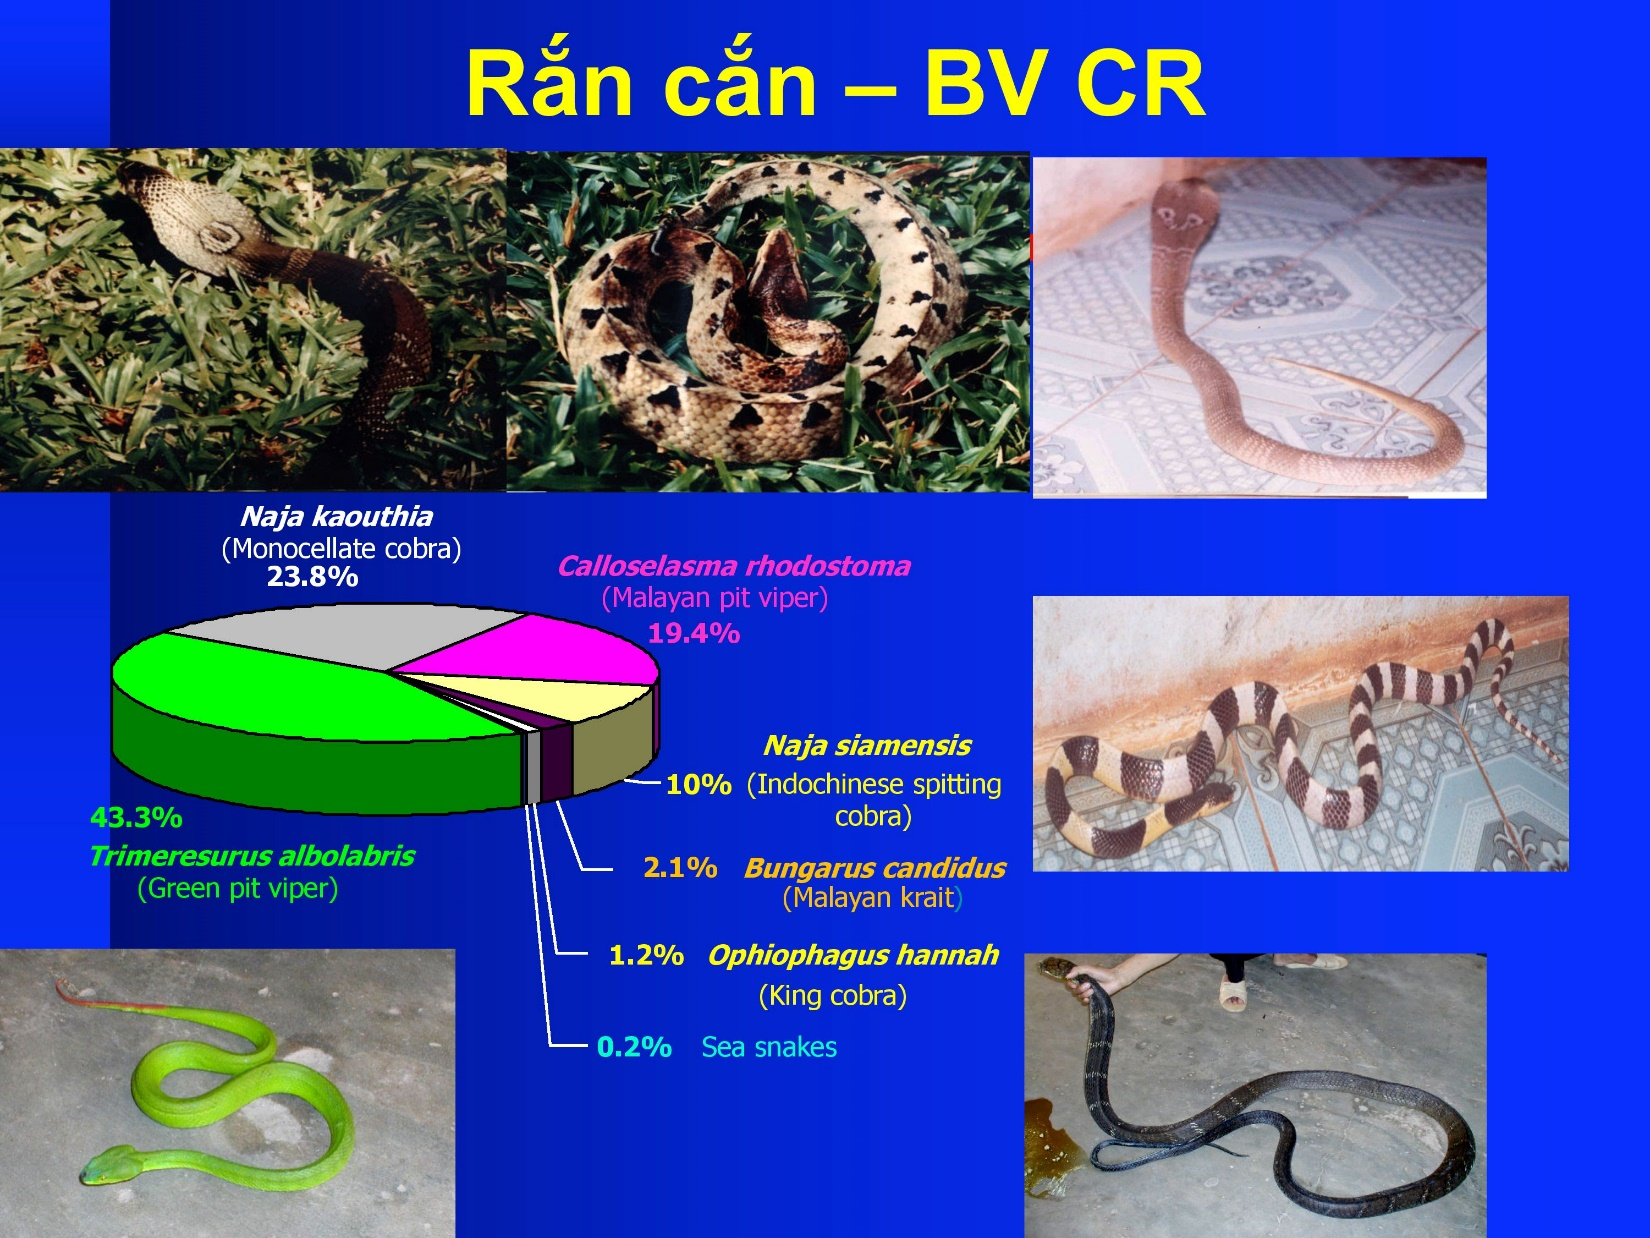 Rắn cắn – BV CR
Naja kaouthia
(Monocellate cobra)
23.8%
Calloselasma rhodostoma
(Malayan pit viper)
19.4%
Naja siamensis
10% (Indochinese spitting
cobra)
43.3%
Trimeresurus albolabris
(Green pit viper)
2.1% Bungarus candidus
(Malayan krait)
1.2% Ophiophagus hannah
(King cobra)
0.2% Sea snakes